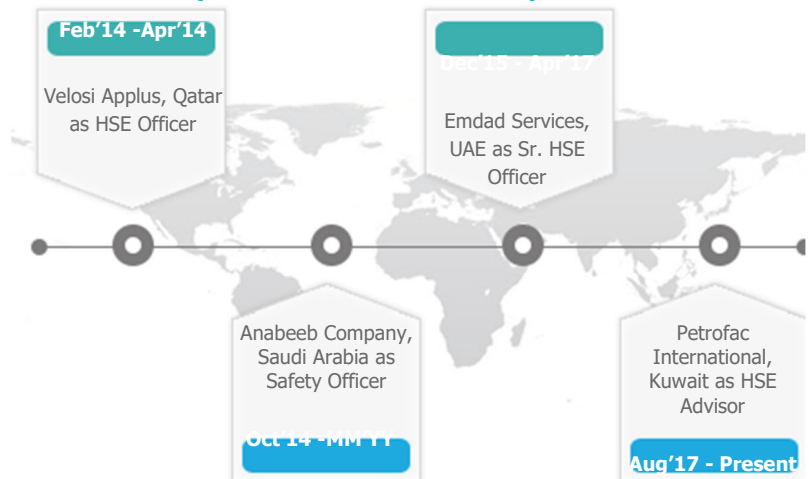 Feb'14 -Apr'14
Velosi Applus, Qatar
as HSE Officer
Dec'15 - Apr'17
Emdad Services,
UAE as Sr. HSE
Officer
Anabeeb Company,
Saudi Arabia as
Safety Officer
Oct'14 -MM'YY
Petrofac
International,
Kuwait as HSE
Advisor
Aug'17 - Present